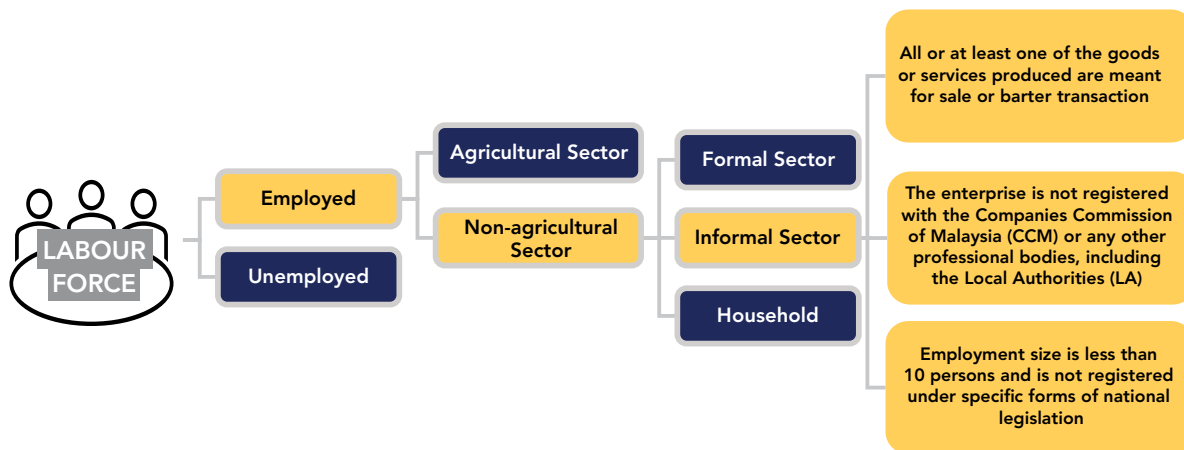 LABOUR
FORCE
Employed
Unemployed
Agricultural Sector
Non-agricultural
Sector
Formal Sector
Informal Sector
Household
All or at least one of the goods
or services produced are meant
for sale or barter transaction
The enterprise is not registered
with the Companies Commission
of Malaysia (CCM) or any other
professional bodies, including
the Local Authorities (LA)
Employment size is less than
10 persons and is not registered
under specific forms of national
legislation